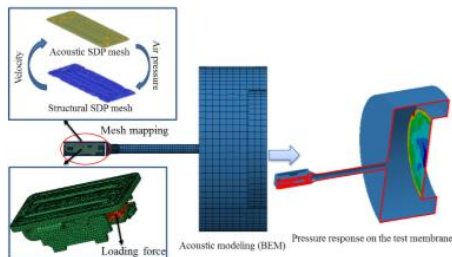 Acoustic SDP mesh
Velocity
Air pressure
Structural SDP mesh
Mesh mapping
Loading force
Acoustic modeling (BEM)
Pressure response on the test membrane